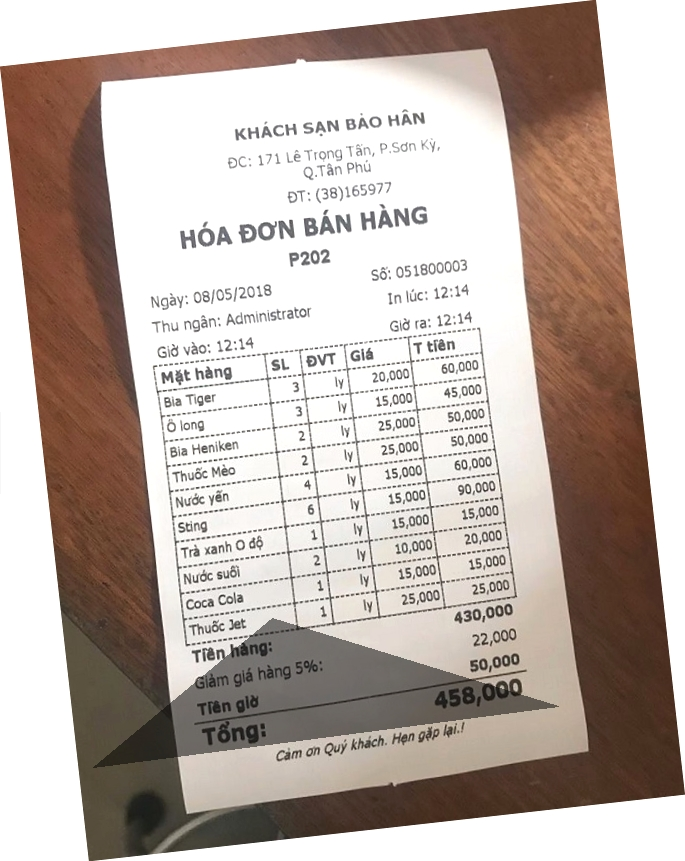 KHÁCH SẠN BẢO HÂN
ĐC: 171 Lê Trọng Tấn, P.Sơn Kỳ,
Q.Tân Phú
ĐT: (38)165977
HÓA ĐƠN BÁN HÀNG
P202
Ngày: 08/05/2018 Số: 051800003
Thu ngân: Administrator In lúc: 12:14
Giờ vào: 12:14 Giờ ra: 12:14
Mặt hàng SL ĐVT Giá T tiền
Bia Tiger 3 ly 20,000 60,000
Ô long 3 ly 15,000 45,000
Bia Heniken 2 ly 25,000 50,000
Thuốc Mèo 2 ly 25,000 50,000
Nước yến 4 ly 15,000 60,000
Sting 6 ly 15,000 90,000
Trà xanh O độ 1 ly 15,000 15,000
Nước suối 2 ly 10,000 20,000
Coca Cola 1 ly 15,000 15,000
Thuốc Jet 1 ly 25,000 25,000
Tiền hàng: 430,000
Giảm giá hàng 5%: 22,000
Tiền giờ 50,000
Tổng: 458,000
Cảm ơn Quý khách. Hẹn gặp lại.!